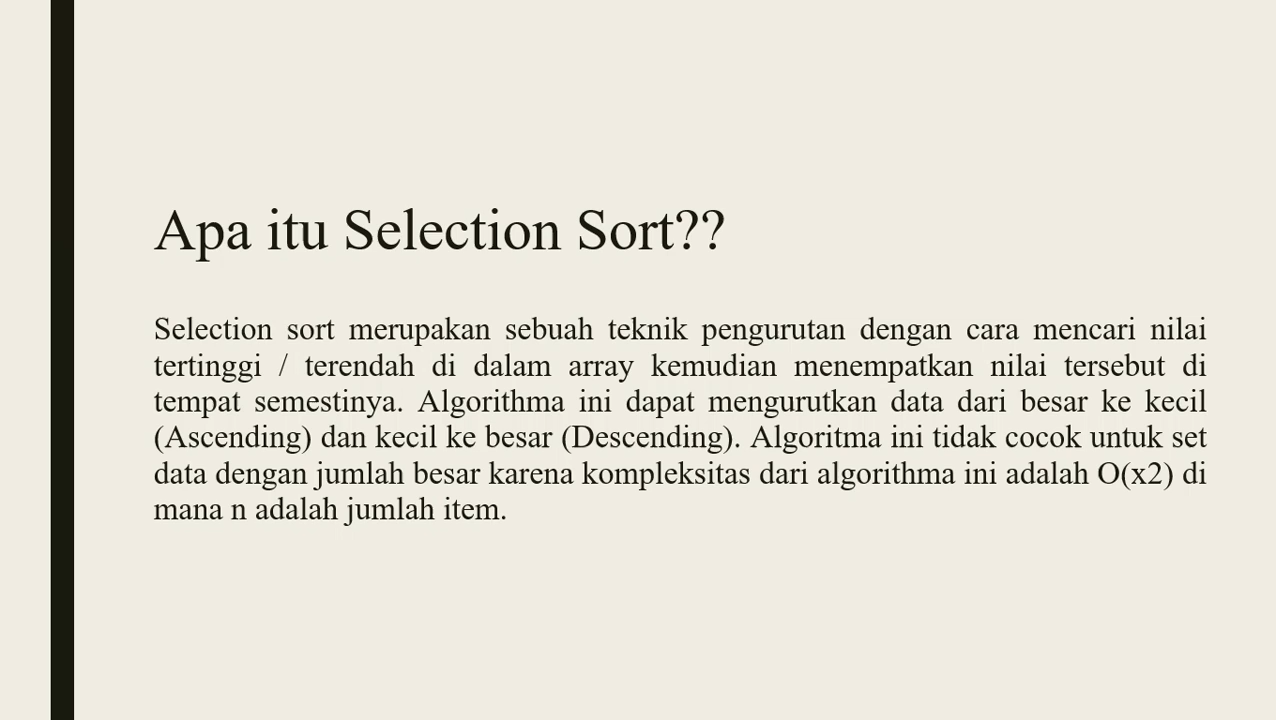 Apa itu Selection Sort??
Selection sort merupakan sebuah teknik pengurutan dengan cara mencari nilai
tertinggi / terendah di dalam array kemudian menempatkan nilai tersebut di
tempat semestinya. Algorithma ini dapat mengurutkan data dari besar ke kecil
(Ascending) dan kecil ke besar (Descending). Algoritma ini tidak cocok untuk set
data dengan jumlah besar karena kompleksitas dari algorithma ini adalah O(x2) di
mana n adalah jumlah item.